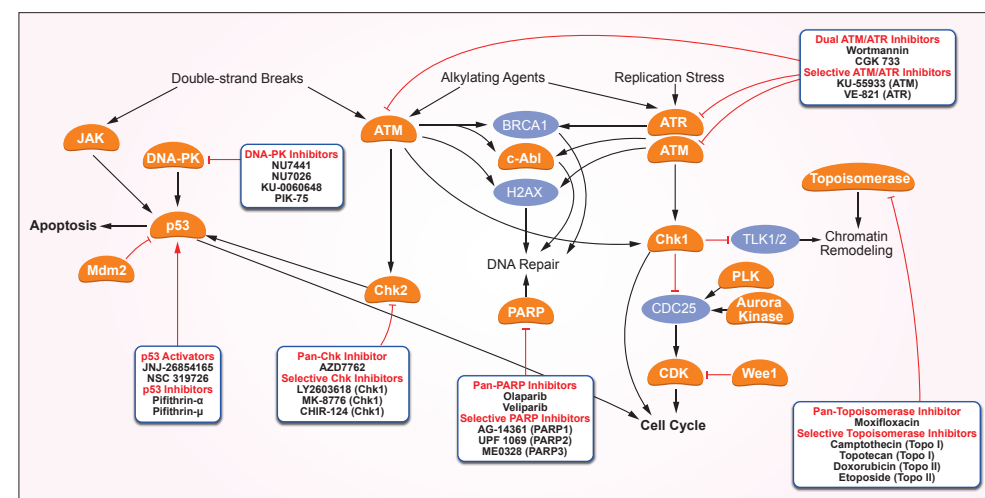 Dual ATM/ATR Inhibitors
Wortmannin
CGK 733
Selective ATM/ATR Inhibitors
KU-55933 (ATM)
VE-821 (ATR)
Double-strand Breaks
Alkylating Agents
Replication Stress
JAK
ATM
BRCA1
ATR
ATM
DNA-PK
DNA-PK Inhibitors
NU7441
NU7026
KU-0060648
PIK-75
c-Abl
H2AX
Topoisomerase
Apoptosis
p53
Chk1
TLK1/2
Chromatin
Remodeling
Mdm2
DNA Repair
Chk2
PARP
PLK
CDC25
Aurora
Kinase
CDK
Wee1
Cell Cycle
p53 Activators
JNJ-26854165
NSC 319726
p53 Inhibitors
Pifithrin-α
Pifithrin-μ
Pan-Chk Inhibitor
AZD7762
Selective Chk Inhibitors
LY2603618 (Chk1)
MK-8776 (Chk1)
CHIR-124 (Chk1)
Pan-PARP Inhibitors
Olaparib
Veliparib
Selective PARP Inhibitors
AG-14361 (PARP1)
UPF 1069 (PARP2)
ME0328 (PARP3)
Pan-Topoisomerase Inhibitor
Moxifloxacin
Selective Topoisomerase Inhibitors
Camptothecin (Topo I)
Topotecan (Topo I)
Doxorubicin (Topo II)
Etoposide (Topo II)